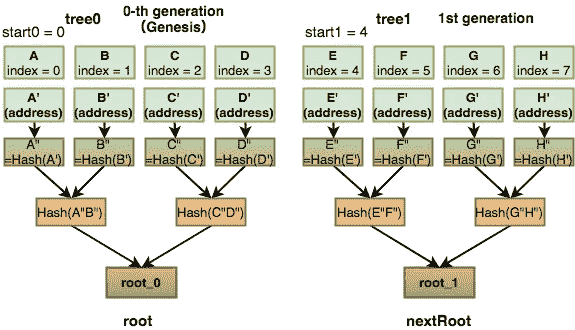 tree0 0-th generation
(Genesis)
start0 = 0
A B C D
index = 0 index = 1 index = 2 index = 3
A' B' C' D'
(address) (address) (address) (address)
A" B" C" D"
=Hash(A') =Hash(B') =Hash(C') =Hash(D')
Hash(A"B") Hash(C"D")
root_0
root
tree1 1st generation
start1 = 4
E F G H
index = 4 index = 5 index = 6 index = 7
E' F' G' H'
(address) (address) (address) (address)
E" F" G" H"
=Hash(E') =Hash(F') =Hash(G') =Hash(H')
Hash(E"F") Hash(G"H")
root_1
nextRoot